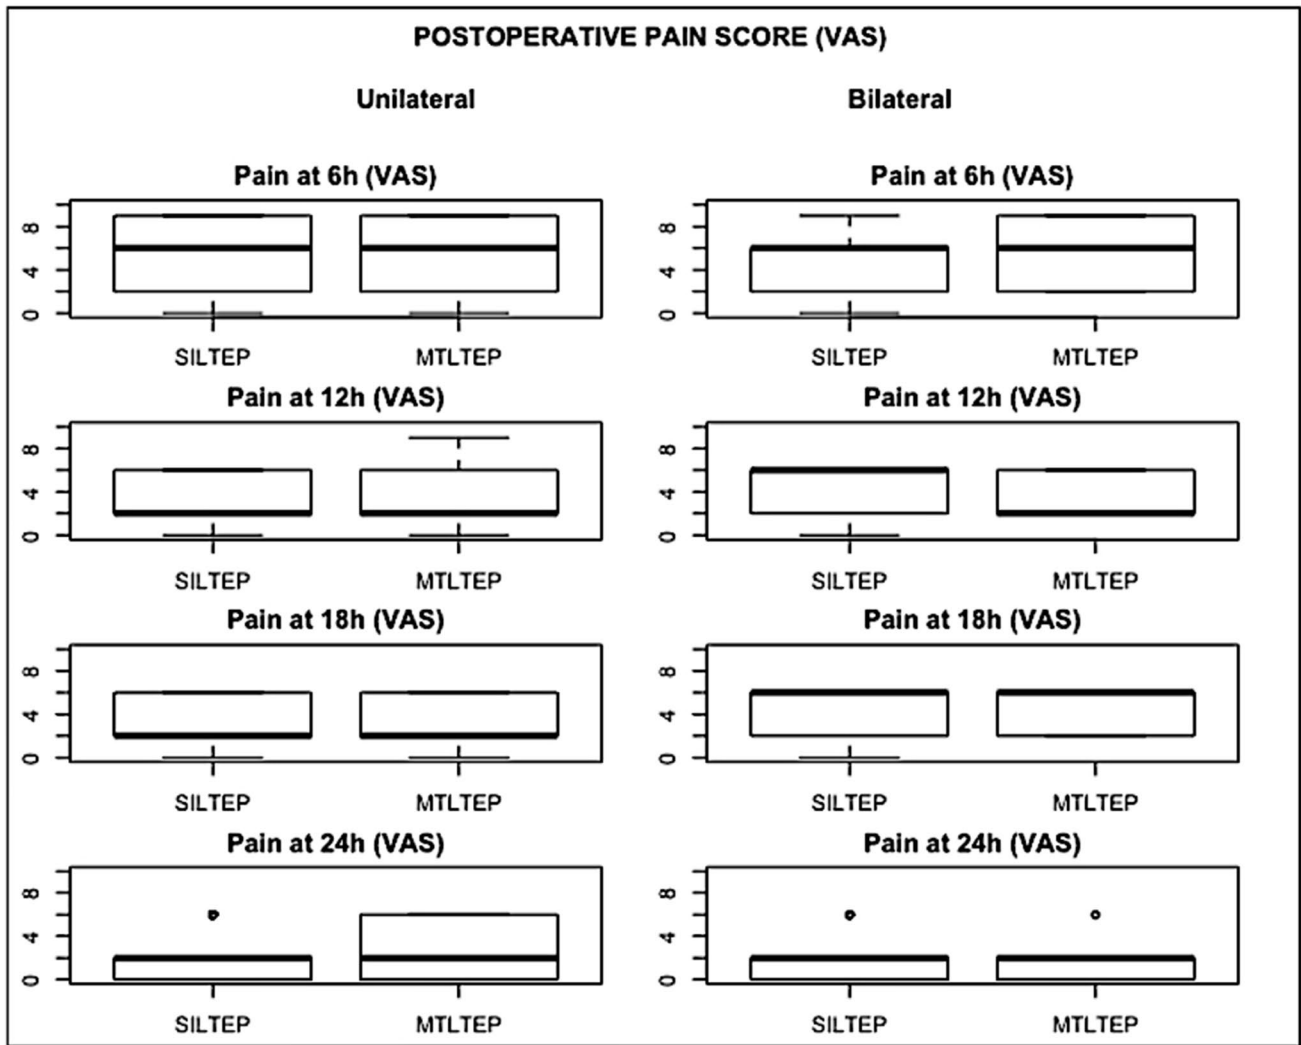 POSTOPERATIVE PAIN SCORE (VAS)
Unilateral Bilateral
Pain at 6h (VAS) Pain at 6h (VAS)
8 8
4 4
0 0
SILTEP MTLTEP SILTEP MTLTEP
Pain at 12h (VAS) Pain at 12h (VAS)
8 8
4 4
0 0
SILTEP MTLTEP SILTEP MTLTEP
Pain at 18h (VAS) Pain at 18h (VAS)
8 8
4 4
0 0
SILTEP MTLTEP SILTEP MTLTEP
Pain at 24h (VAS) Pain at 24h (VAS)
8 8
4 4
0 0
SILTEP MTLTEP SILTEP MTLTEP